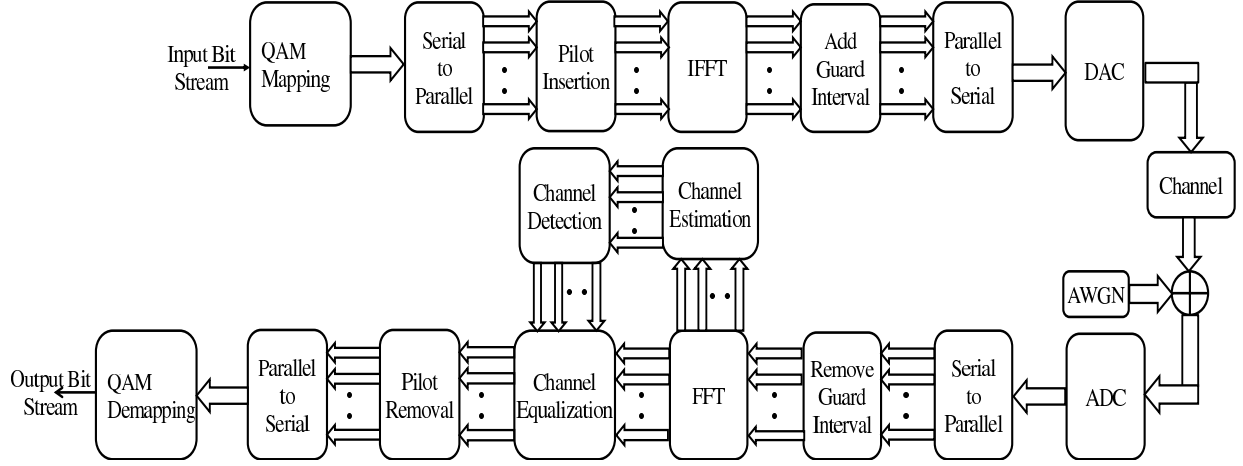 Input Bit
Stream
QAM
Mapping
Serial
to
Parallel
Pilot
Insertion
IFFT
Add
Guard
Interval
Parallel
to
Serial
DAC
Channel
Detection
Channel
Estimation
Channel
AWGN
Output Bit
Stream
QAM
Demapping
Parallel
to
Serial
Pilot
Removal
Channel
Equalization
FFT
Remove
Guard
Interval
Serial
to
Parallel
ADC